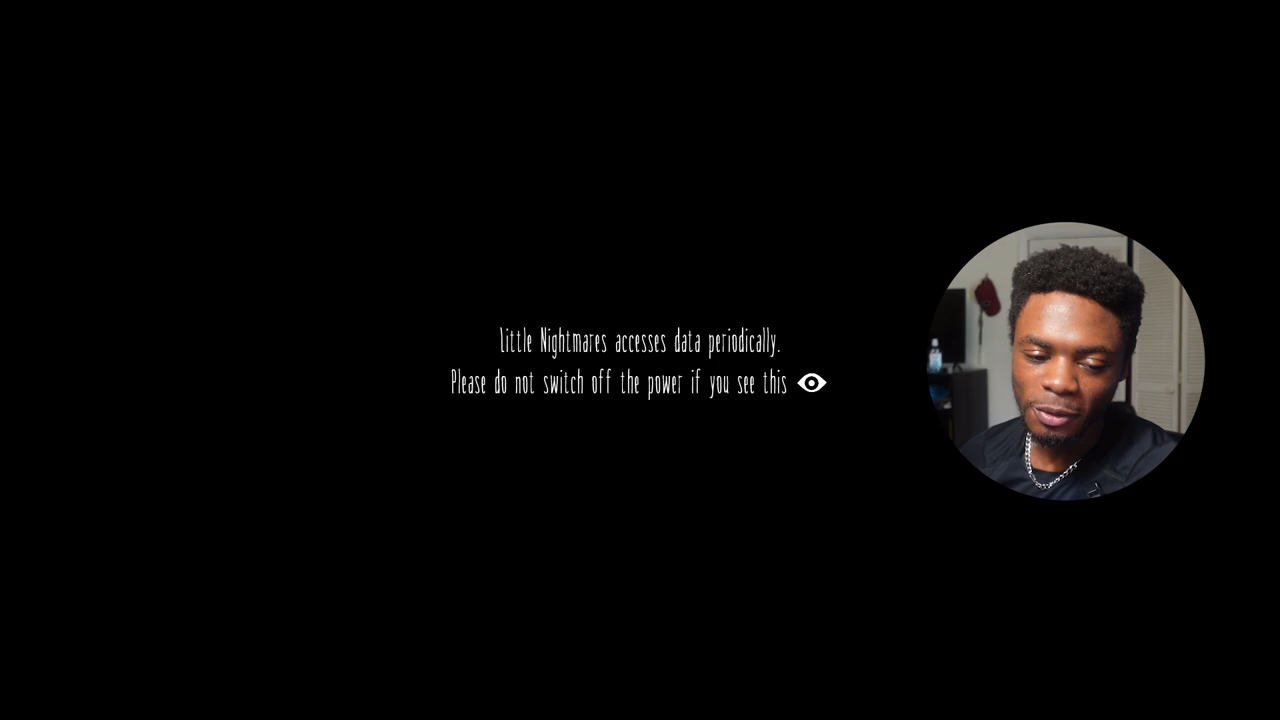 Little Nightmares accesses data periodically.
Please do not switch off the power if you see this